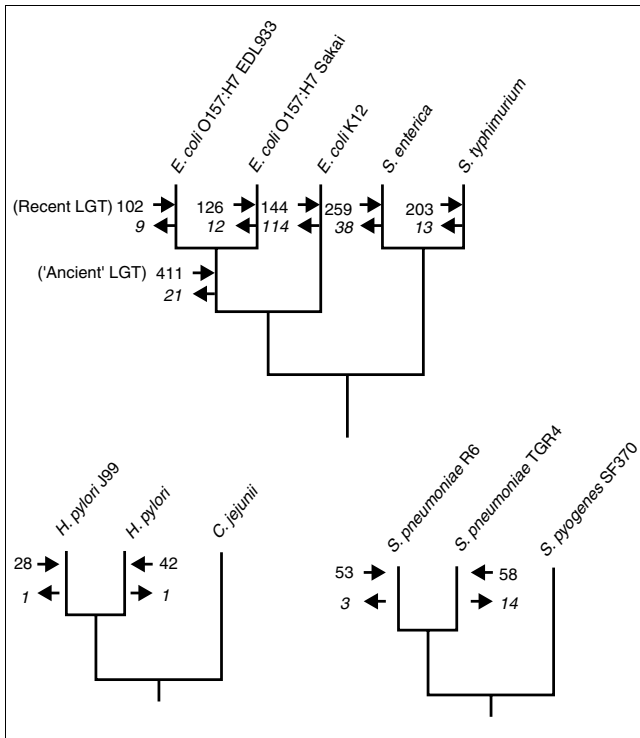 E. coli O157:H7 EDL933
E. coli O157:H7 Sakai
E. coli K12
S. enterica
S. typhimurium
(Recent LGT) 102 126 144 259 203
9 12 114 38 13
('Ancient' LGT) 411
21
H. pylori J99
H. pylori
C. jejunii
28 42
1 1
S. pneumoniae R6
S. pneumoniae TGR4
S. pyogenes SF370
53 58
3 14